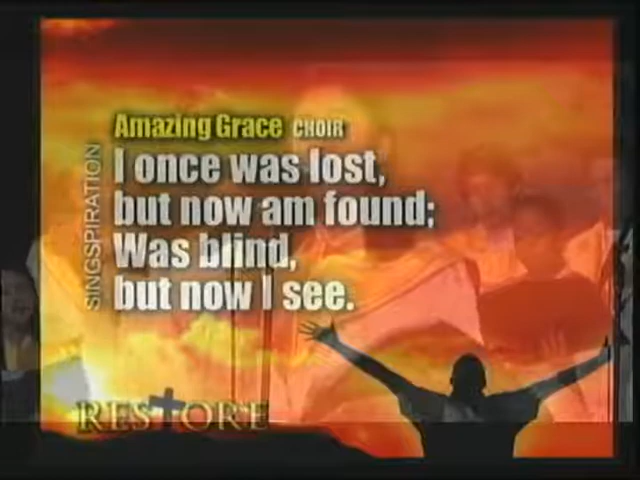 Amazing Grace CHOIR
I once was lost,
but now am found;
Was blind,
but now I see.
SINGSPIRATION
RESTORE